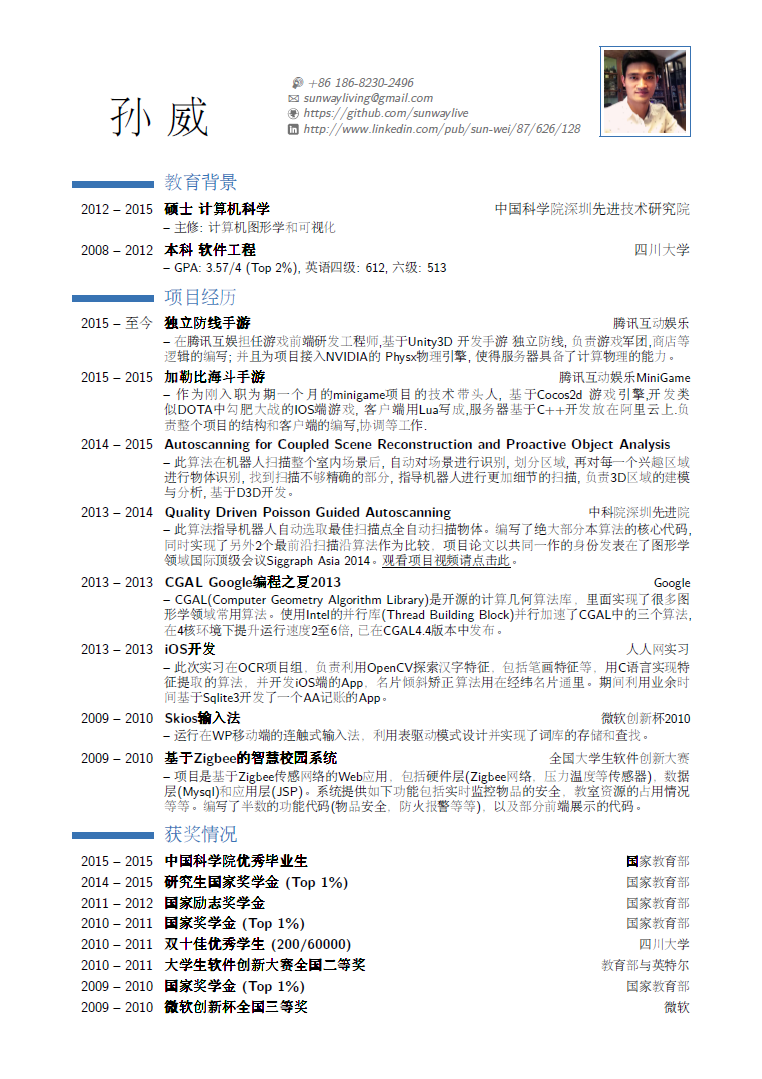 孙 威
+86 186-8230-2496
sunwayliving@gmail.com
https://github.com/sunwaylive
http://www.linkedin.com/pub/sun-wei/87/626/128
教育背景
2012 – 2015 硕士 计算机科学 中国科学院深圳先进技术研究院
– 主修: 计算机图形学和可视化
2008 – 2012 本科 软件工程 四川大学
– GPA: 3.57/4 (Top 2%), 英语四级: 612, 六级: 513
项目经历
2015 – 至今 独立防线手游 腾讯互动娱乐
– 在腾讯互娱担任游戏前端研发工程师,基于Unity3D 开发手游 独立防线, 负责游戏军团,商店等
逻辑的编写; 并且为项目接入NVIDIA的 Physx物理引擎, 使得服务器具备了计算物理的能力。
2015 – 2015 加勒比海斗手游 腾讯互动娱乐MiniGame
– 作为刚入职为期一个月的minigame项目的技术带头人, 基于Cocos2d 游戏引擎,开发类
似DOTA中勾肥大战的IOS端游戏, 客户端用Lua写成,服务器基于C++开发放在阿里云上.负
责整个项目的结构和客户端的编写,协调等工作.
2014 – 2015 Autoscanning for Coupled Scene Reconstruction and Proactive Object Analysis
– 此算法在机器人扫描整个室内场景后, 自动对场景进行识别, 划分区域, 再对每一个兴趣区域
进行物体识别, 找到扫描不够精确的部分, 指导机器人进行更加细节的扫描, 负责3D区域的建模
与分析, 基于D3D开发。
2013 – 2014 Quality Driven Poisson Guided Autoscanning 中科院深圳先进院
– 此算法指导机器人自动选取最佳扫描点全自动扫描物体。编写了绝大部分本算法的核心代码,
同时实现了另外2个最前沿扫描沿算法作为比较。项目论文以共同一作的身份发表在了图形学
领域国际顶级会议Siggraph Asia 2014。观看项目视频请点击此。
2013 – 2013 CGAL Google编程之夏2013 Google
– CGAL(Computer Geometry Algorithm Library)是开源的计算几何算法库，里面实现了很多图
形学领域常用算法。使用Intel的并行库(Thread Building Block)并行加速了CGAL中的三个算法,
在4核环境下提升运行速度2至6倍, 已在CGAL4.4版本中发布。
2013 – 2013 iOS开发 人人网实习
– 此次实习在OCR项目组，负责利用OpenCV探索汉字特征，包括笔画特征等，用C语言实现特
征提取的算法，并开发iOS端的App，名片倾斜矫正算法用在经纬名片通里。期间利用业余时
间基于Sqlite3开发了一个AA记账的App。
2009 – 2010 Skios输入法 微软创新杯2010
– 运行在WP移动端的连触式输入法，利用表驱动模式设计并实现了词库的存储和查找。
2009 – 2010 基于Zigbee的智慧校园系统 全国大学生软件创新大赛
– 项目是基于Zigbee传感网络的Web应用，包括硬件层(Zigbee网络，压力温度等传感器)，数据
层(Mysql)和应用层(JSP)。系统提供如下功能包括实时监控物品的安全，教室资源的占用情况
等等。编写了半数的功能代码(物品安全，防火报警等等)，以及部分前端展示的代码。
获奖情况
2015 – 2015 中国科学院优秀毕业生 国家教育部
2014 – 2015 研究生国家奖学金 (Top 1%) 国家教育部
2011 – 2012 国家励志奖学金 国家教育部
2010 – 2011 国家奖学金 (Top 1%) 国家教育部
2010 – 2011 双十佳优秀学生 (200/60000) 四川大学
2010 – 2011 大学生软件创新大赛全国二等奖 教育部与英特尔
2009 – 2010 国家奖学金 (Top 1%) 国家教育部
2009 – 2010 微软创新杯全国三等奖 微软